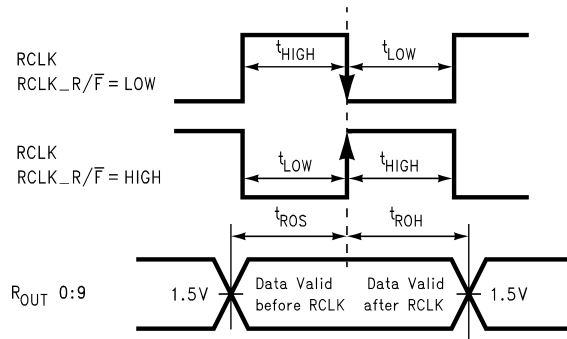 RCLK
RCLK_R/F̅ = LOW
tHIGH
tLOW
RCLK
RCLK_R/F̅ = HIGH
tLOW
tHIGH
tROS
tROH
ROUT 0:9
1.5V
Data Valid
before RCLK
Data Valid
after RCLK
1.5V